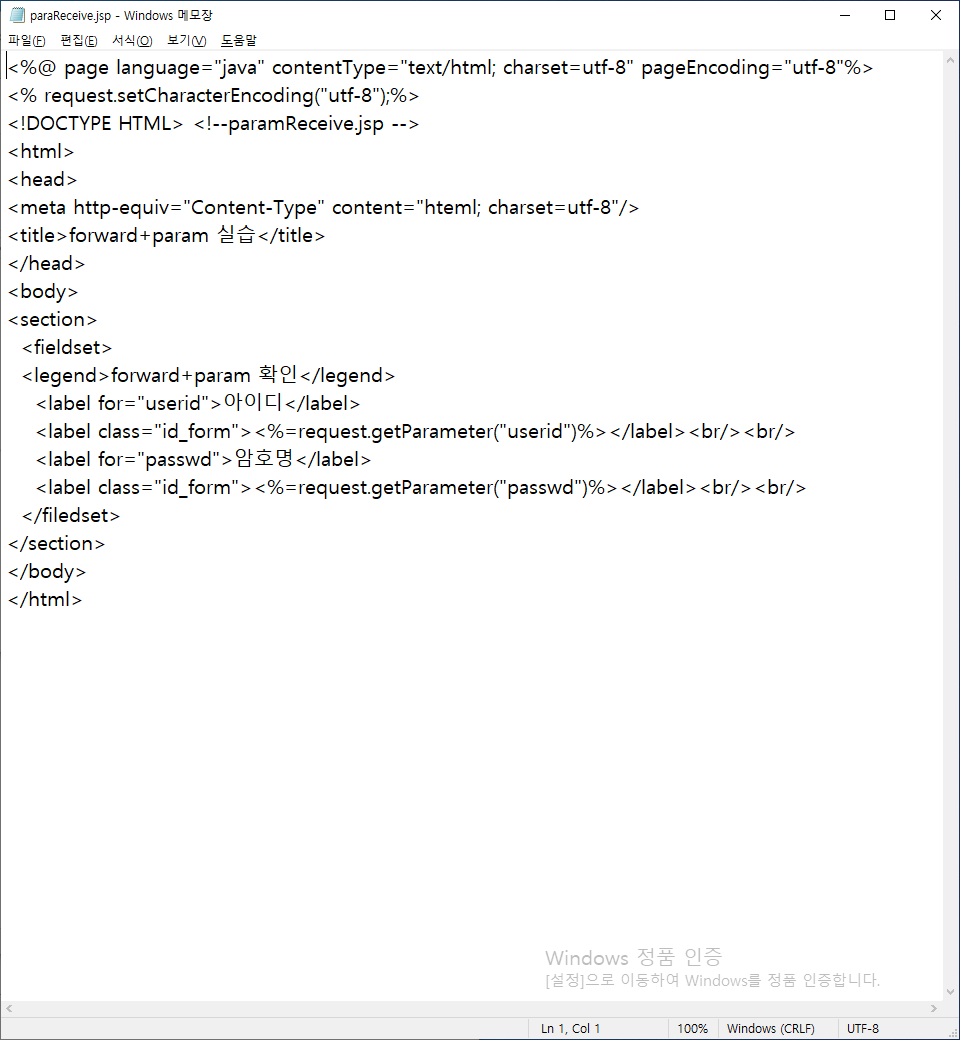 paraReceive.jsp - Windows 메모장
파일(F) 편집(E) 서식(O) 보기(V) 도움말
<%@ page language="java" contentType="text/html; charset=utf-8" pageEncoding="utf-8"%>
<% request.setCharacterEncoding("utf-8");%>
<!DOCTYPE HTML> <!--paramReceive.jsp -->
<html>
<head>
<meta http-equiv="Content-Type" content="hteml; charset=utf-8"/>
<title>forward+param 실습</title>
</head>
<body>
<section>
  <fieldset>
  <legend>forward+param 확인</legend>
    <label for="userid">아이디</label>
    <label class="id_form"><%=request.getParameter("userid")%></label><br/><br/>
    <label for="passwd">암호명</label>
    <label class="id_form"><%=request.getParameter("passwd")%></label><br/><br/>
  </filedset>
</section>
</body>
</html>
Windows 정품 인증
[설정]으로 이동하여 Windows를 정품 인증합니다.
Ln 1, Col 1 100% Windows (CRLF) UTF-8